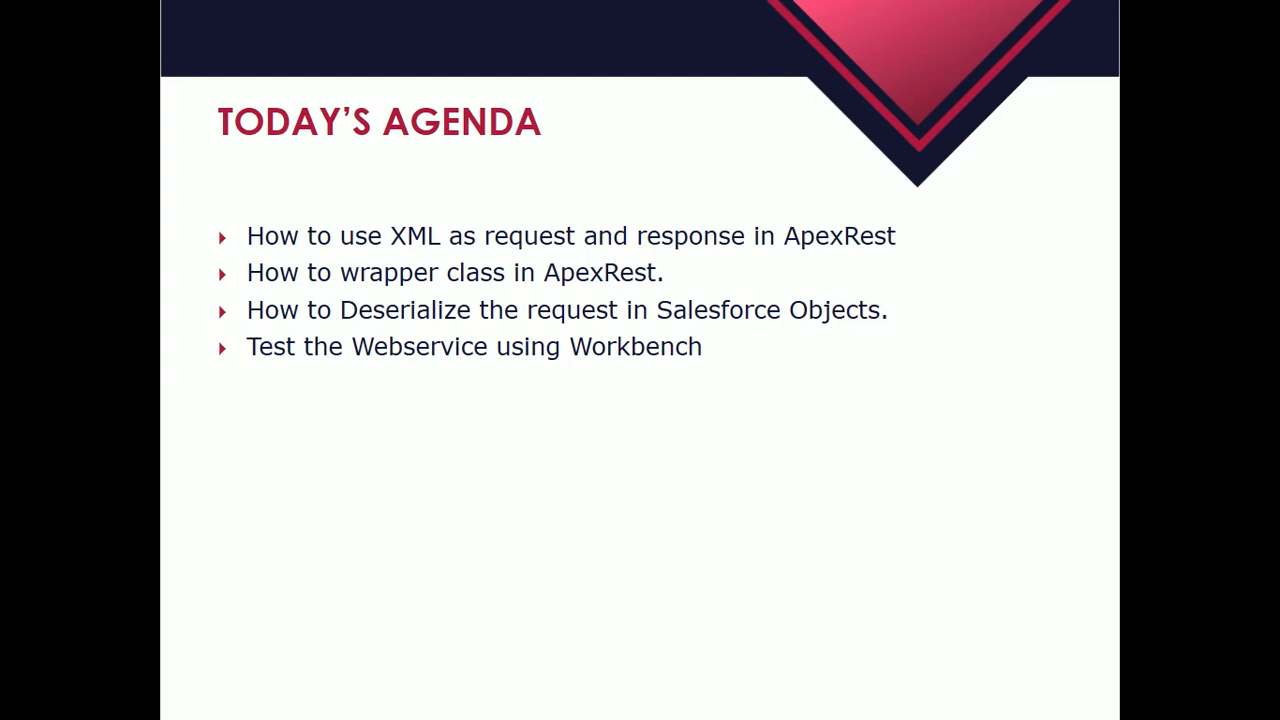 TODAY’S AGENDA
How to use XML as request and response in ApexRest
How to wrapper class in ApexRest.
How to Deserialize the request in Salesforce Objects.
Test the Webservice using Workbench